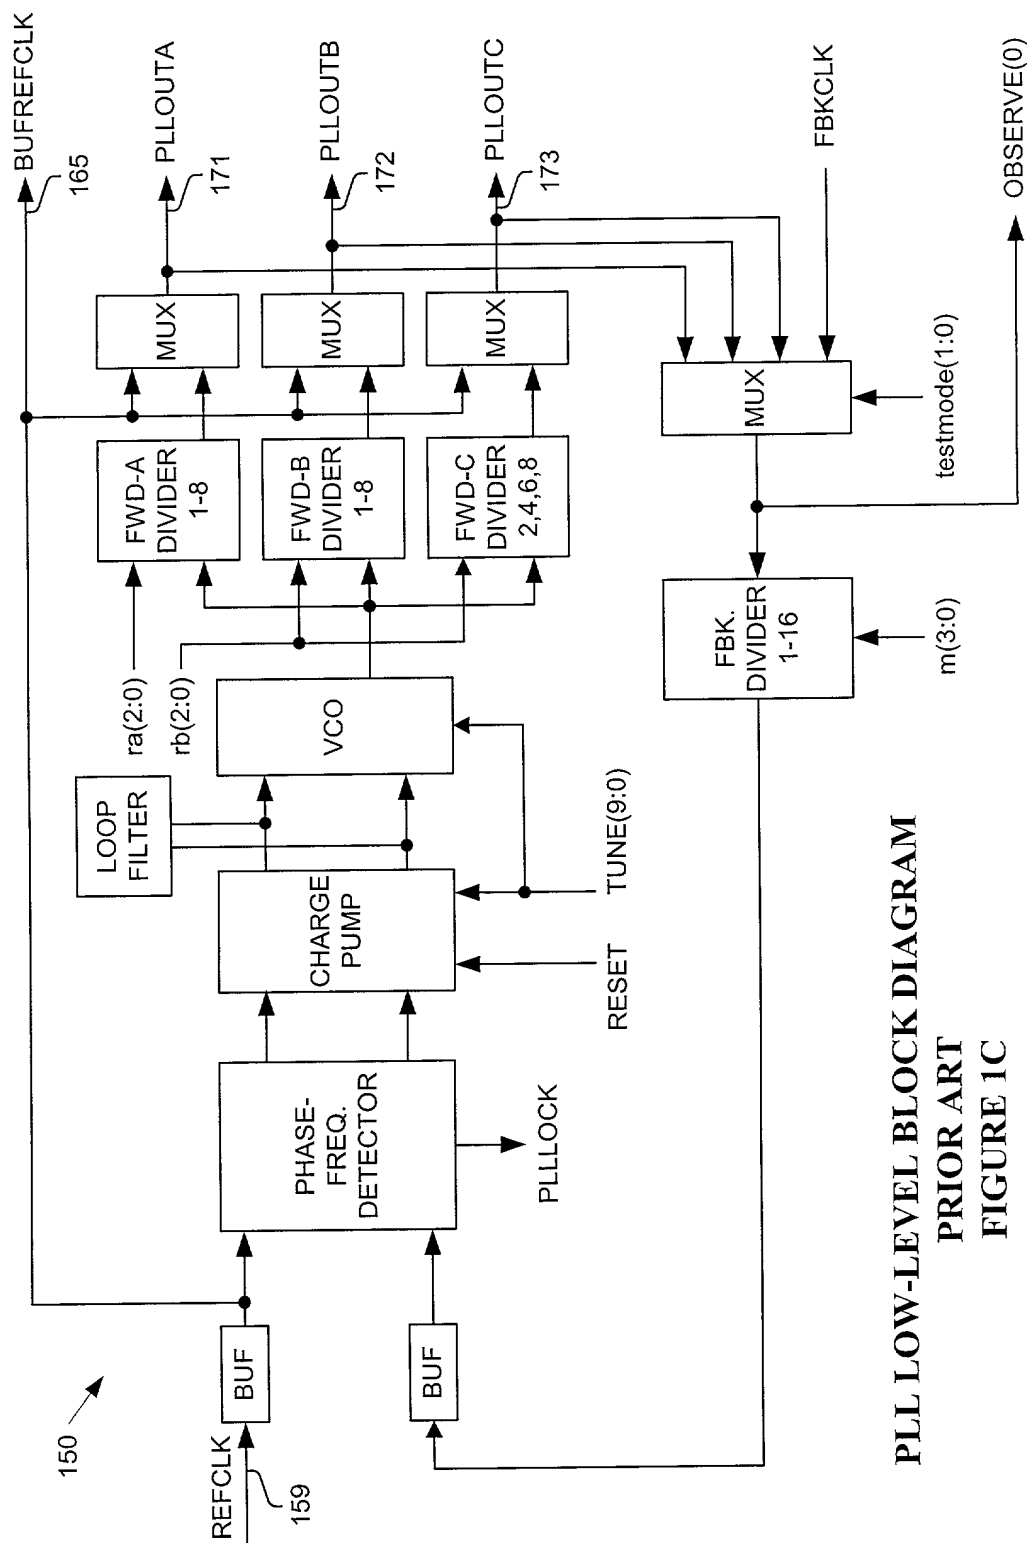 150
REFCLK
159
BUF
BUF
PHASE-
FREQ.
DETECTOR
PLLLOCK
CHARGE
PUMP
RESET
TUNE(9:0)
LOOP
FILTER
VCO
ra(2:0)
rb(2:0)
FWD-A
DIVIDER
1-8
FWD-B
DIVIDER
1-8
FWD-C
DIVIDER
2,4,6,8
MUX
MUX
MUX
BUFREFCLK
165
PLLOUTA
171
PLLOUTB
172
PLLOUTC
173
FBKCLK
OBSERVE(0)
MUX
testmode(1:0)
FBK.
DIVIDER
1-16
m(3:0)
PLL LOW-LEVEL BLOCK DIAGRAM
PRIOR ART
FIGURE 1C